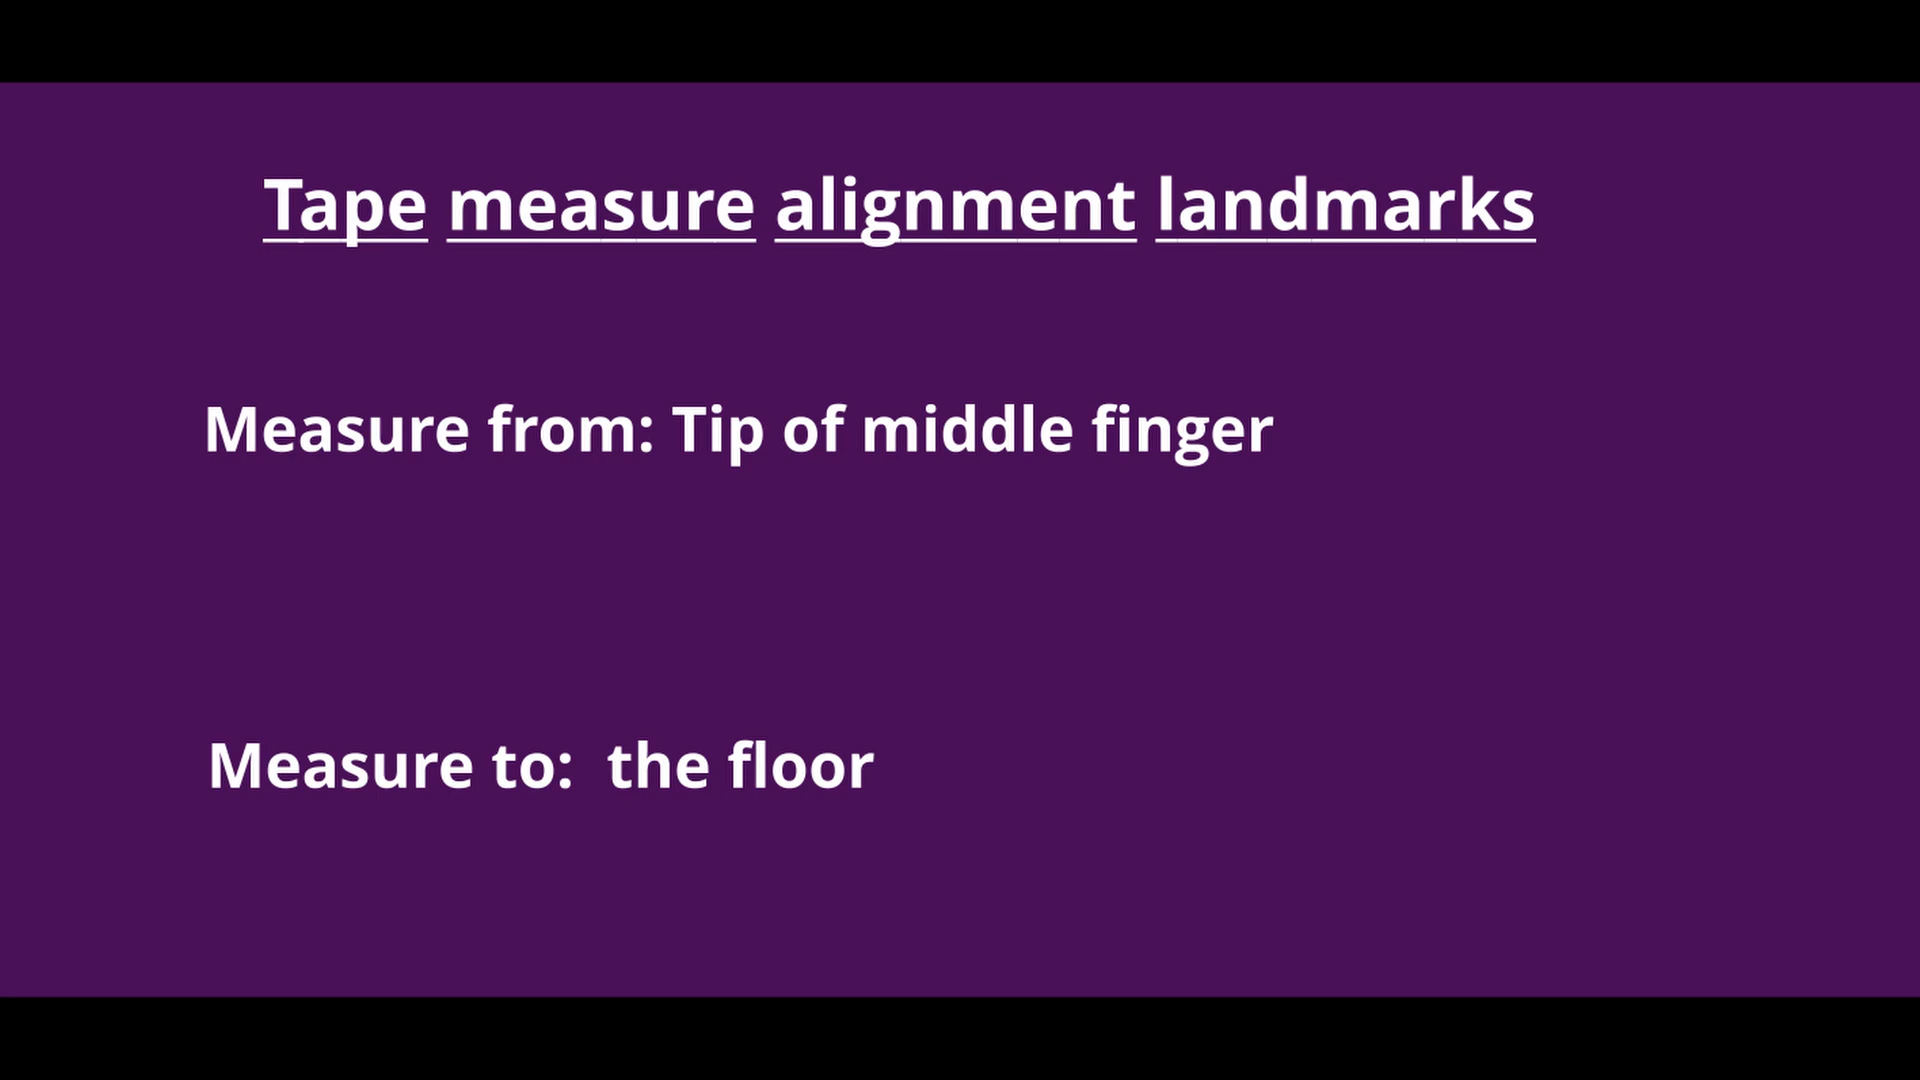 Tape measure alignment landmarks
Measure from: Tip of middle finger
Measure to:  the floor